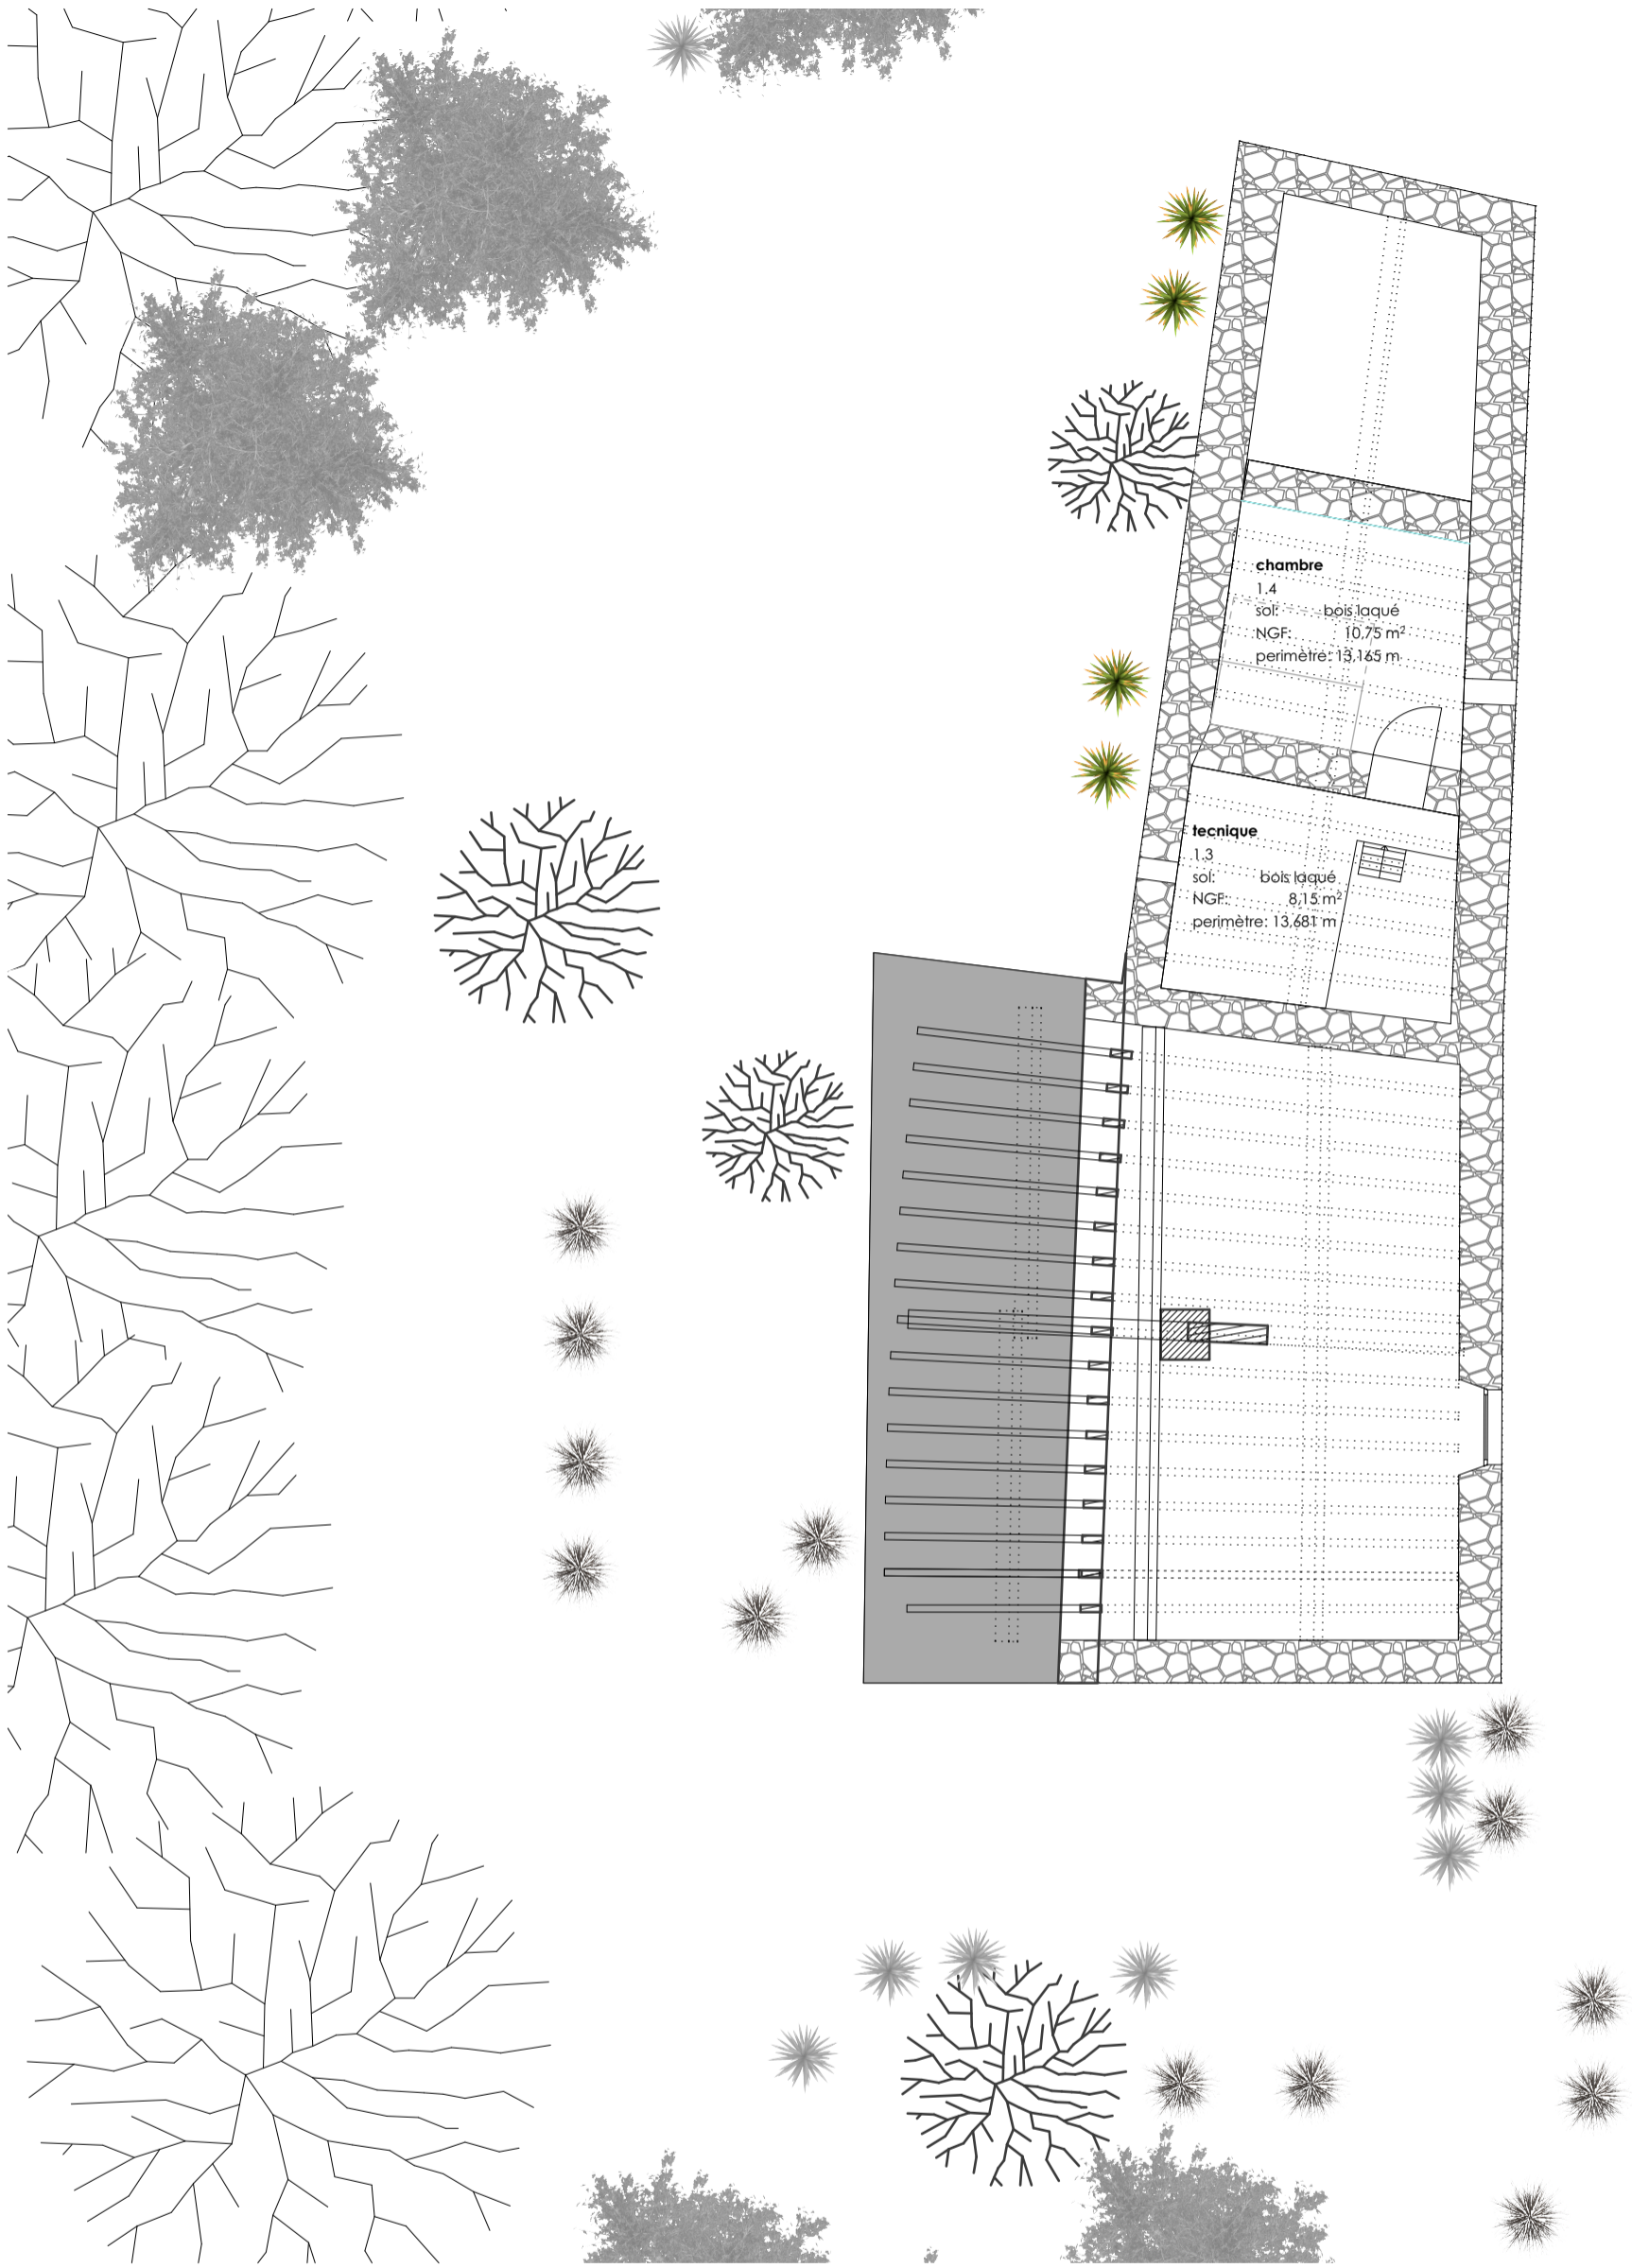 chambre
1.4
sol: bois laqué
NGF: 10,75 m²
perimètre: 13,165 m
tecnique
1.3
sol: bois laqué
NGF: 8,15 m²
perimètre: 13,681 m